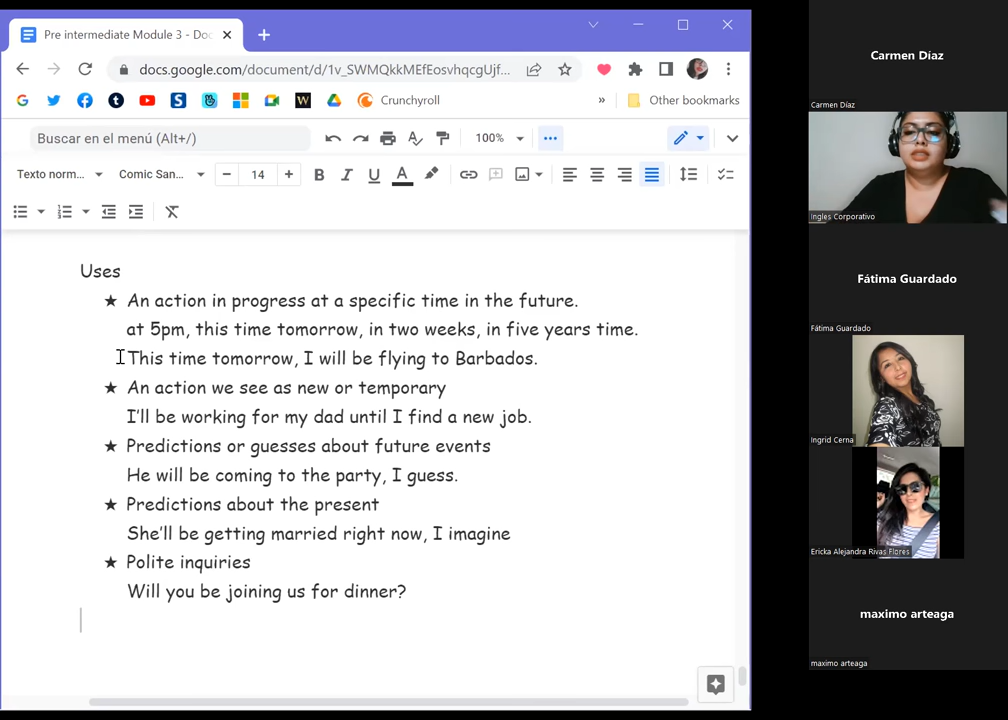 Pre intermediate Module 3 - Doc
docs.google.com/document/d/1v_SWMQkkMEfEosvhqcgUjf...
Crunchyroll
»
Other bookmarks
Buscar en el menú (Alt+/)
100%
Texto norm...
Comic San...
14
Uses
★ An action in progress at a specific time in the future.
at 5pm, this time tomorrow, in two weeks, in five years time.
This time tomorrow, I will be flying to Barbados.
★ An action we see as new or temporary
I'll be working for my dad until I find a new job.
★ Predictions or guesses about future events
He will be coming to the party, I guess.
★ Predictions about the present
She'll be getting married right now, I imagine
★ Polite inquiries
Will you be joining us for dinner?
Carmen Díaz
Carmen Díaz
Ingles Corporativo
Fátima Guardado
Fátima Guardado
Ingrid Cerna
Ericka Alejandra Rivas Flores
maximo arteaga
maximo arteaga